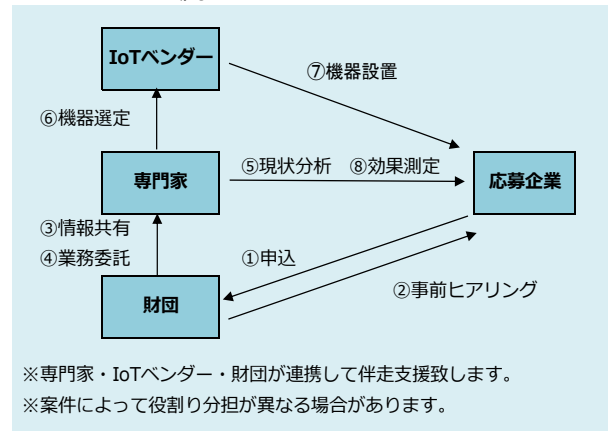 IoTベンダー
⑦機器設置
⑥機器選定
専門家
⑤現状分析 ⑧効果測定
応募企業
③情報共有
④業務委託
①申込
②事前ヒアリング
財団
※専門家・IoTベンダー・財団が連携して伴走支援致します。
※案件によって役割り分担が異なる場合があります。